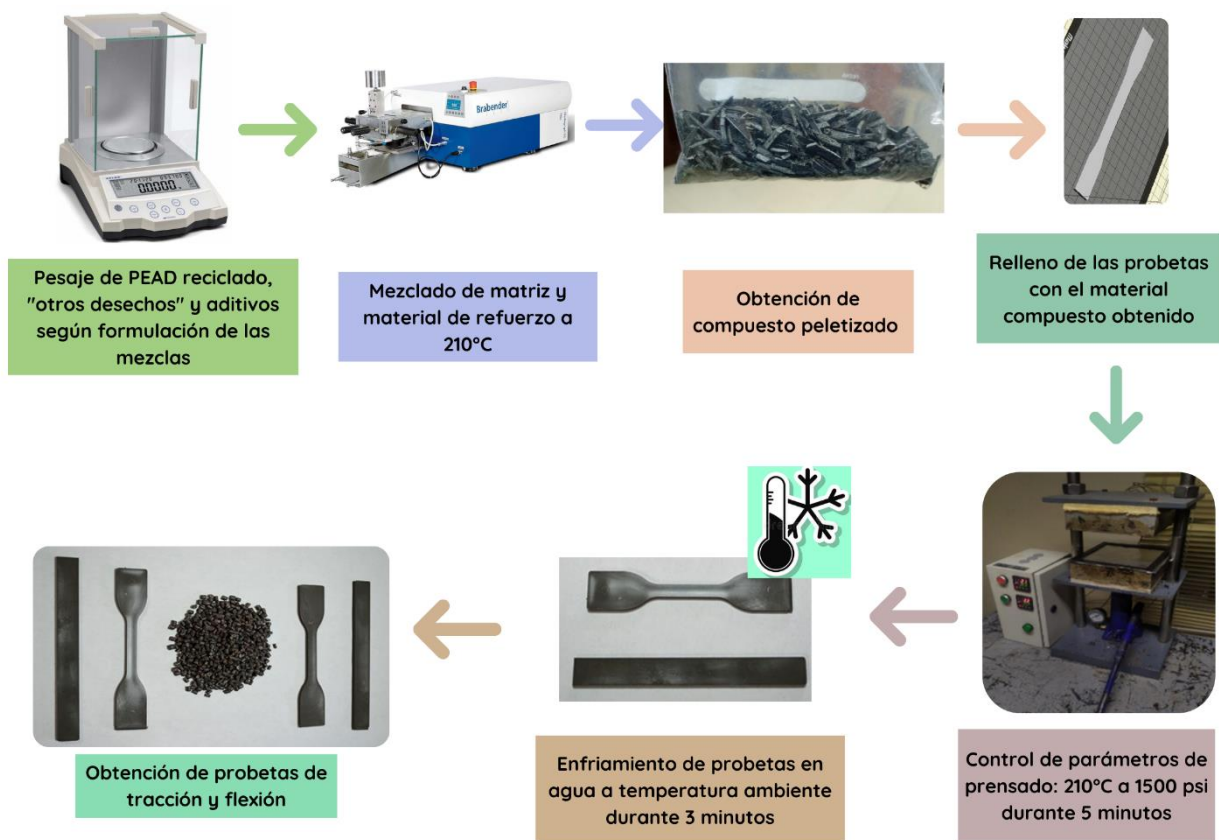 0.0000
Brabender
Pesaje de PEAD reciclado,
"otros desechos" y aditivos
según formulación de las
mezclas
Mezclado de matriz y
material de refuerzo a
210°C
Obtención de
compuesto peletizado
Relleno de las probetas
con el material
compuesto obtenido
Obtención de probetas de
tracción y flexión
Enfriamiento de probetas en
agua a temperatura ambiente
durante 3 minutos
Control de parámetros de
prensado: 210°C a 1500 psi
durante 5 minutos